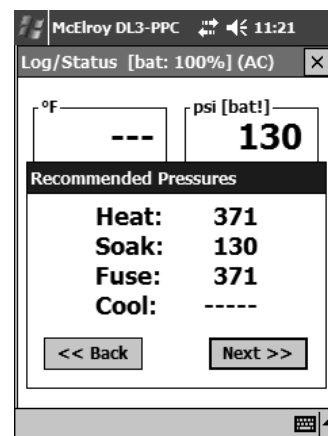 McElroy DL3-PPC 11:21
Log/Status [bat: 100%] (AC) X
°F psi [bat!]
--- 130
Recommended Pressures
Heat: 371
Soak: 130
Fuse: 371
Cool: -----
<< Back Next >>